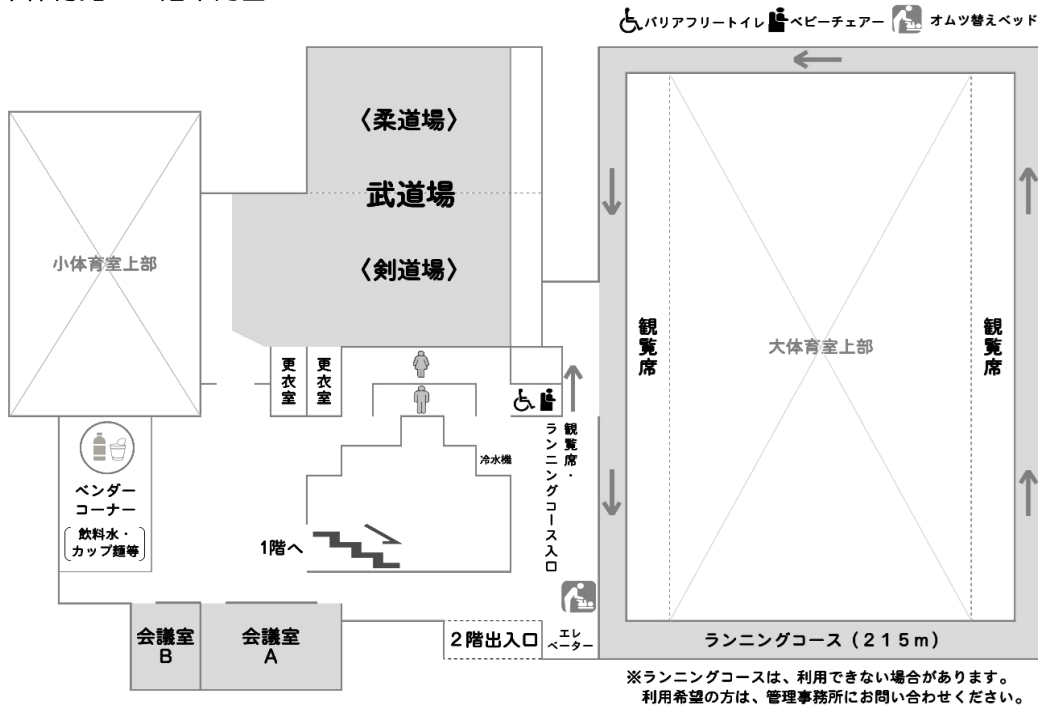 バリアフリートイレ
ベビーチェアー
オムツ替えベッド
〈柔道場〉
武道場
〈剣道場〉
小体育室上部
観覧席
大体育室上部
観覧席
更衣室
更衣室
観覧席・
ランニングコース入口
冷水機
ベンダー
コーナー
飲料水・
カップ麺等
1階へ
会議室
B
会議室
A
2階出入口
エレ
ベーター
ランニングコース（215m）
※ランニングコースは、利用できない場合があります。
利用希望の方は、管理事務所にお問い合わせください。